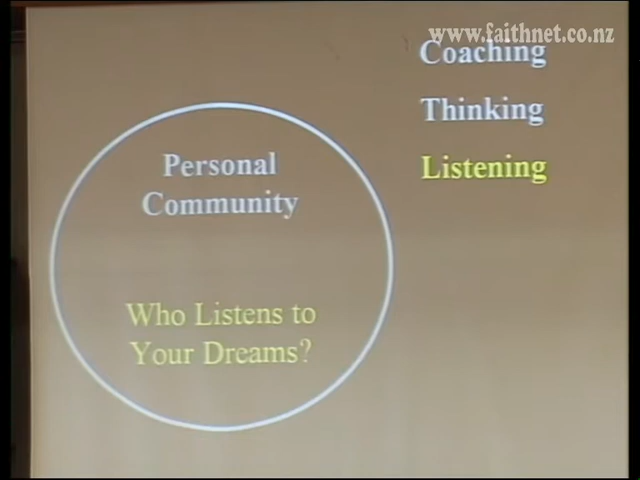 www.faithnet.co.nz
Coaching
Thinking
Listening
Personal
Community
Who Listens to
Your Dreams?